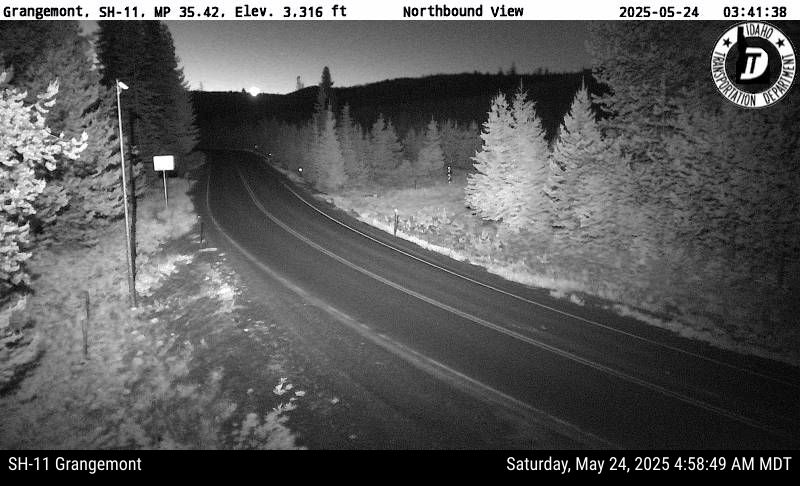 Grangemont, SH-11, MP 35.42, Elev. 3,316 ft Northbound View 2025-05-24 03:41:38
IDAHO
TRANSPORTATION DEPARTMENT
SH-11 Grangemont Saturday, May 24, 2025 4:58:49 AM MDT